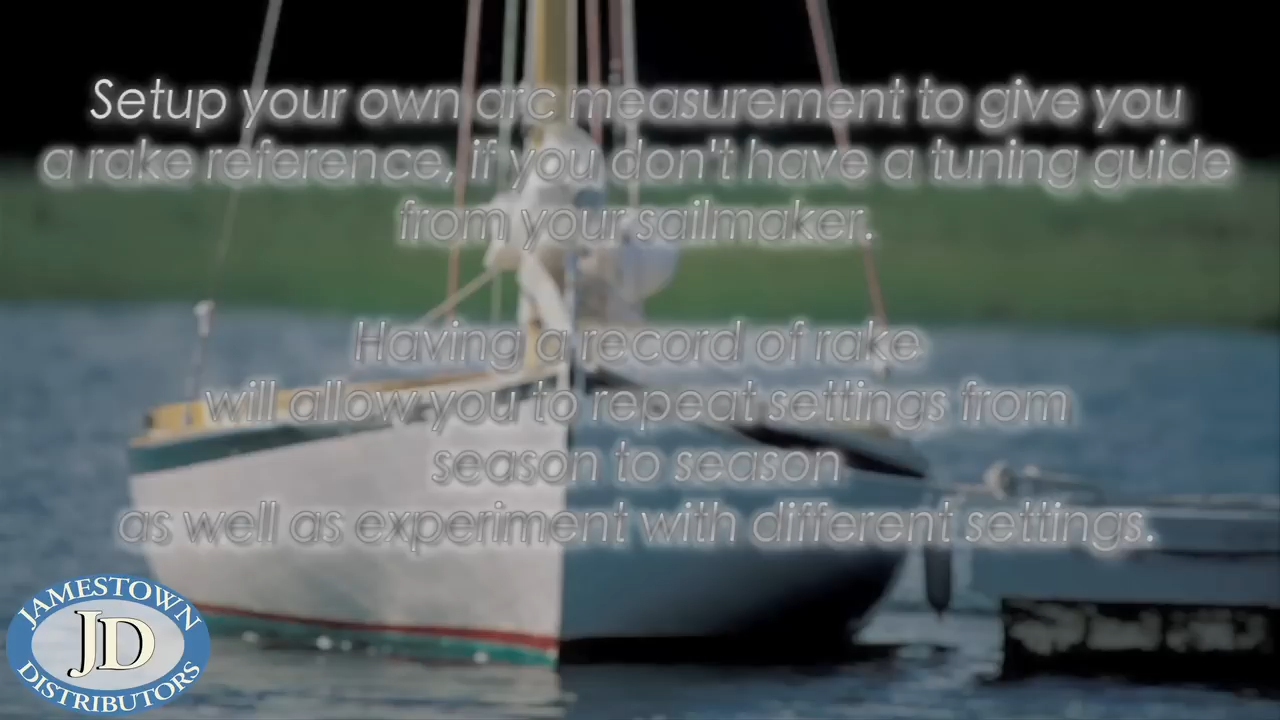 Setup your own arc measurement to give you
a rake reference, if you don't have a tuning guide
from your sailmaker.
Having a record of rake
will allow you to repeat settings from
season to season
as well as experiment with different settings.
JAMESTOWN
JD
DISTRIBUTORS